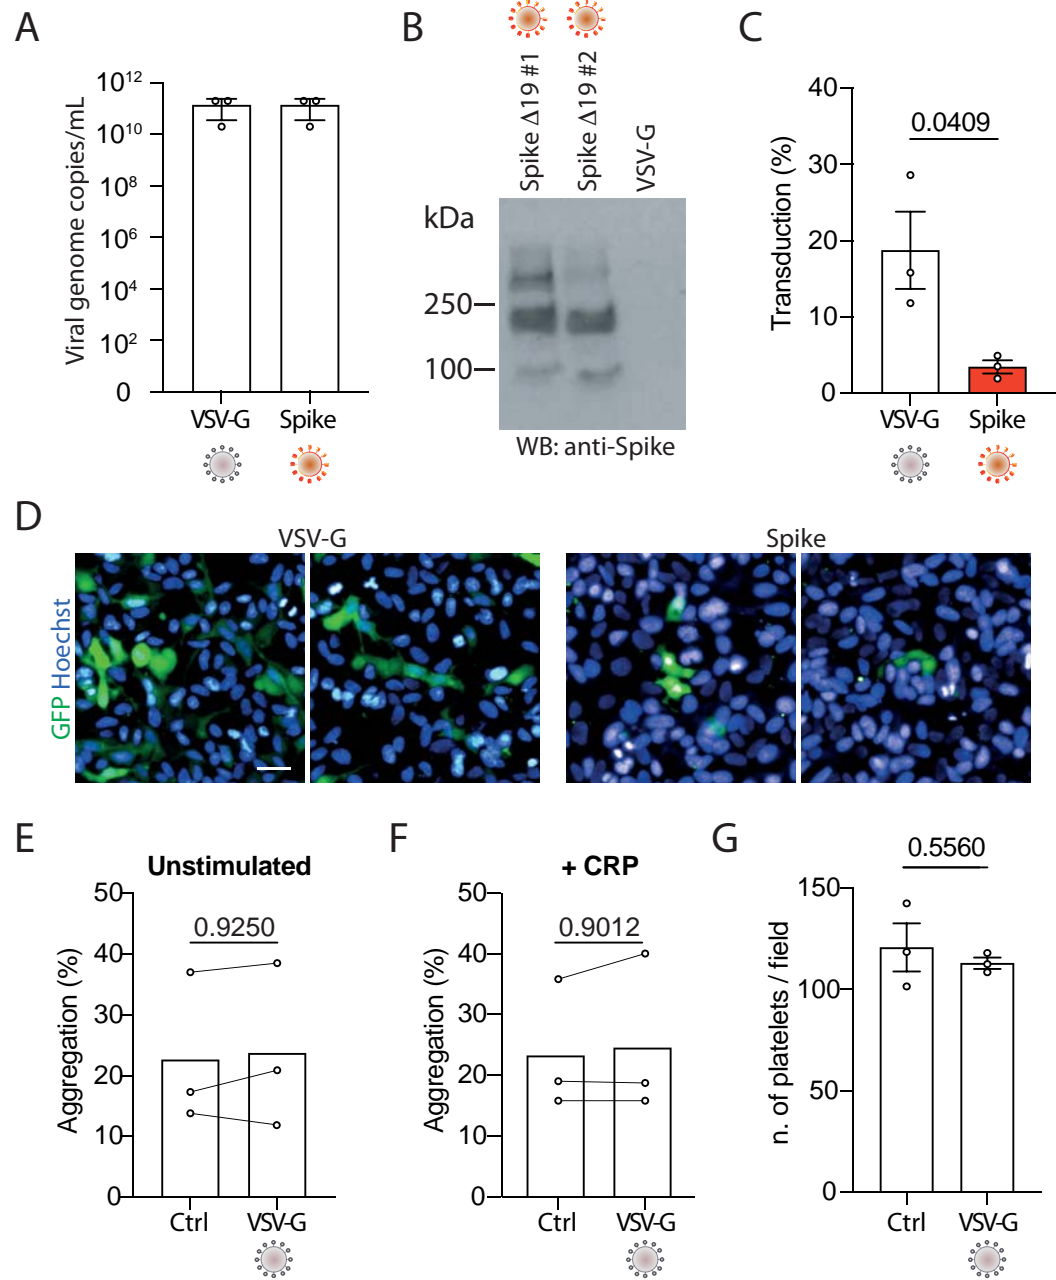 A
Viral genome copies/mL
10¹²
10¹⁰
10⁸
10⁶
10⁴
10²
0
VSV-G
Spike
B
Spike Δ19 #1
Spike Δ19 #2
VSV-G
kDa
250
100
WB: anti-Spike
C
Transduction (%)
40
30
20
10
0
0.0409
VSV-G
Spike
D
VSV-G
Spike
GFP Hoechst
E
Unstimulated
Aggregation (%)
50
40
30
20
10
0
0.9250
Ctrl
VSV-G
F
+ CRP
Aggregation (%)
50
40
30
20
10
0
0.9012
Ctrl
VSV-G
G
n. of platelets / field
150
100
50
0
0.5560
Ctrl
VSV-G